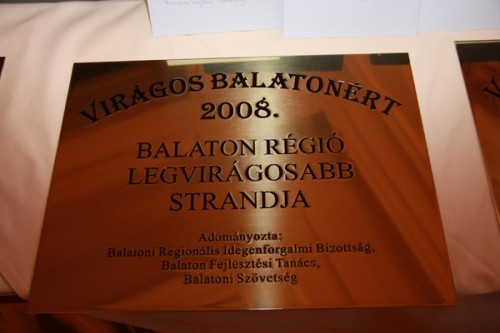 VIRÁGOS BALATONÉRT
2008.
BALATON RÉGIÓ
LEGVIRÁGOSABB
STRANDJA
Adományozta:
Balatoni Regionális Idegenforgalmi Bizottság,
Balaton Fejlesztési Tanács,
Balatoni Szövetség